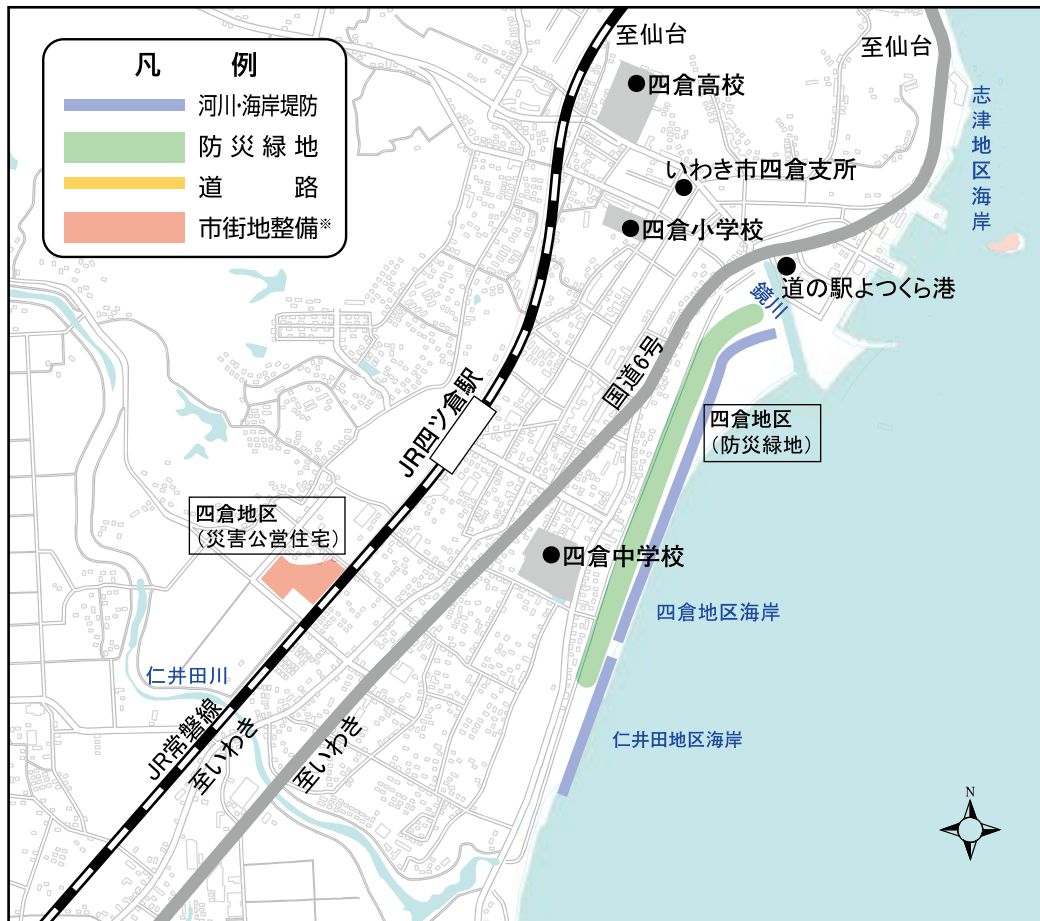 凡例
河川・海岸堤防
防災緑地
道路
市街地整備※
至仙台
至仙台
四倉高校
志津地区海岸
いわき市四倉支所
四倉小学校
道の駅よつくら港
鏡川
国道6号
JR四ツ倉駅
四倉地区
（防災緑地）
四倉地区
（災害公営住宅）
四倉中学校
四倉地区海岸
仁井田川
仁井田地区海岸
JR常磐線
至いわき
至いわき
N